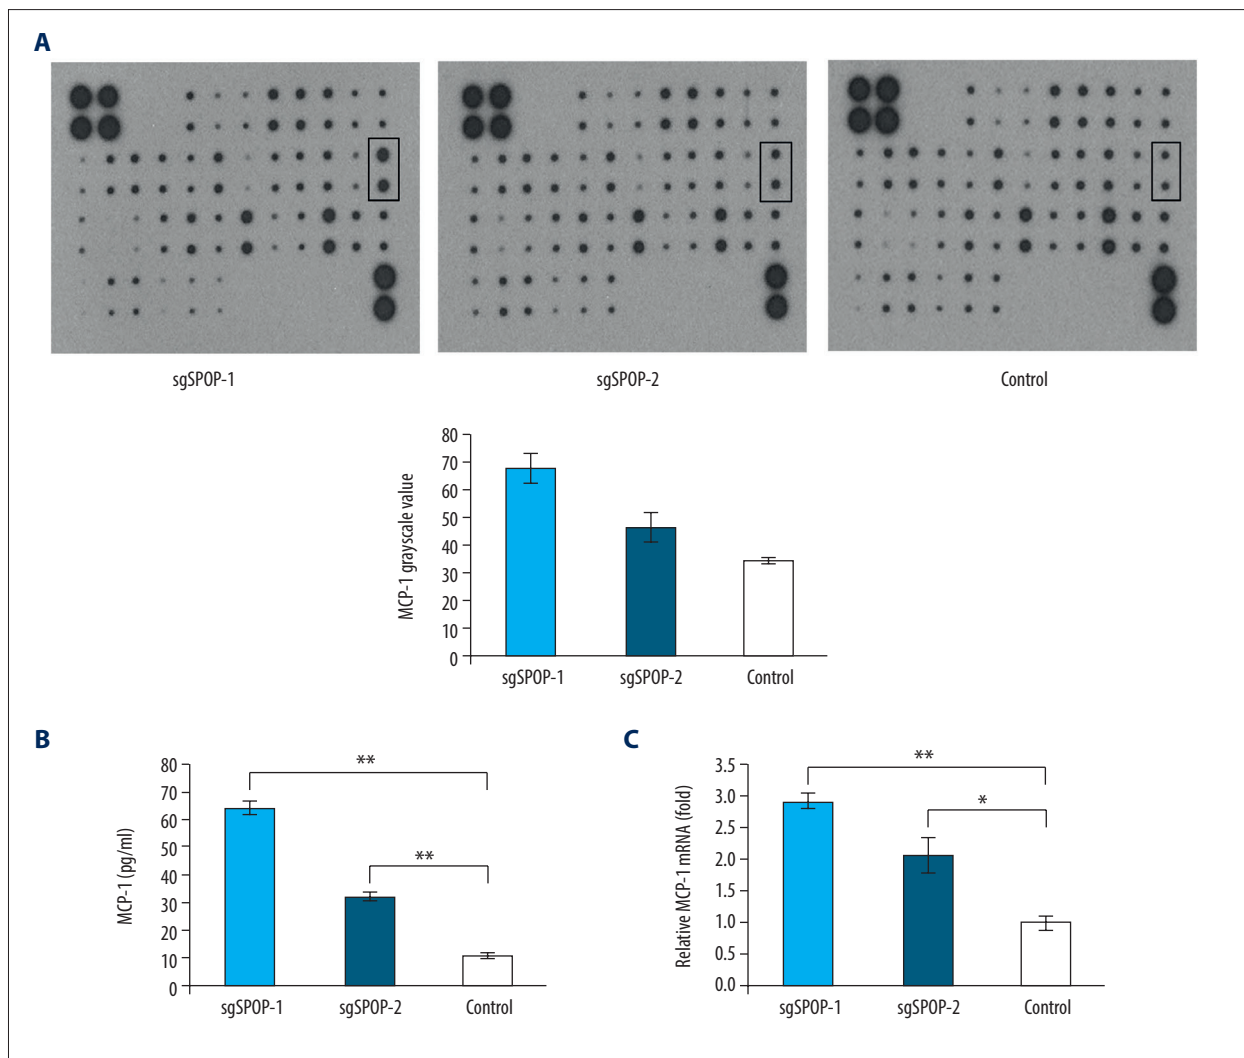 A
sgSPOP-1
sgSPOP-2
Control
80
70
60
50
40
30
20
10
0
MCP-1 grayscale value
sgSPOP-1
sgSPOP-2
Control
B
80
70
60
50
40
30
20
10
0
MCP-1 (pg/ml)
**
**
sgSPOP-1
sgSPOP-2
Control
C
3.5
3.0
2.5
2.0
1.5
1.0
0.5
0.0
Relative MCP-1 mRNA (fold)
**
*
sgSPOP-1
sgSPOP-2
Control